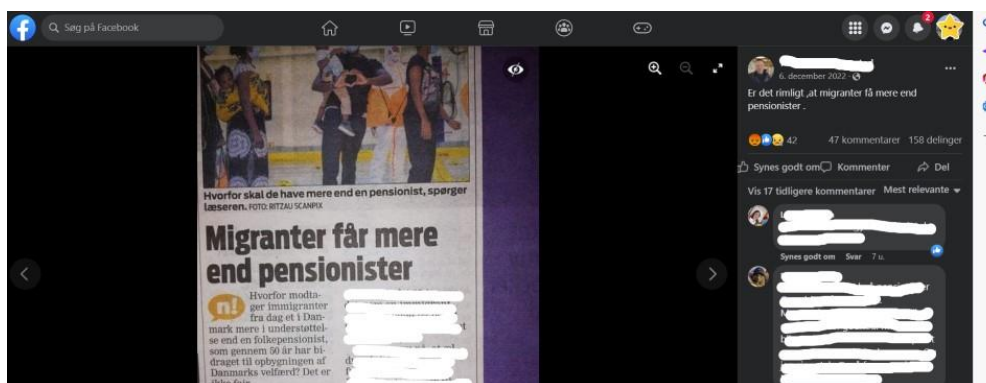 Søg på Facebook
2
6. december 2022
Er det rimligt ,at migranter få mere end
pensionister .
42 47 kommentarer 158 delinger
Synes godt om Kommenter Del
Vis 17 tidligere kommentarer Mest relevante
Synes godt om Svar 7 u.
Hvorfor skal de have mere end en pensionist, spørger
læseren. FOTO: RITZAU SCANPIX
Migranter får mere
end pensionister
n! Hvorfor modta-
ger immigranter
fra dag et i Dan-
mark mere i understøttel-
se end en folkepensionist,
som gennem 50 år har bi-
draget til opbygningen af
Danmarks velfærd? Det er